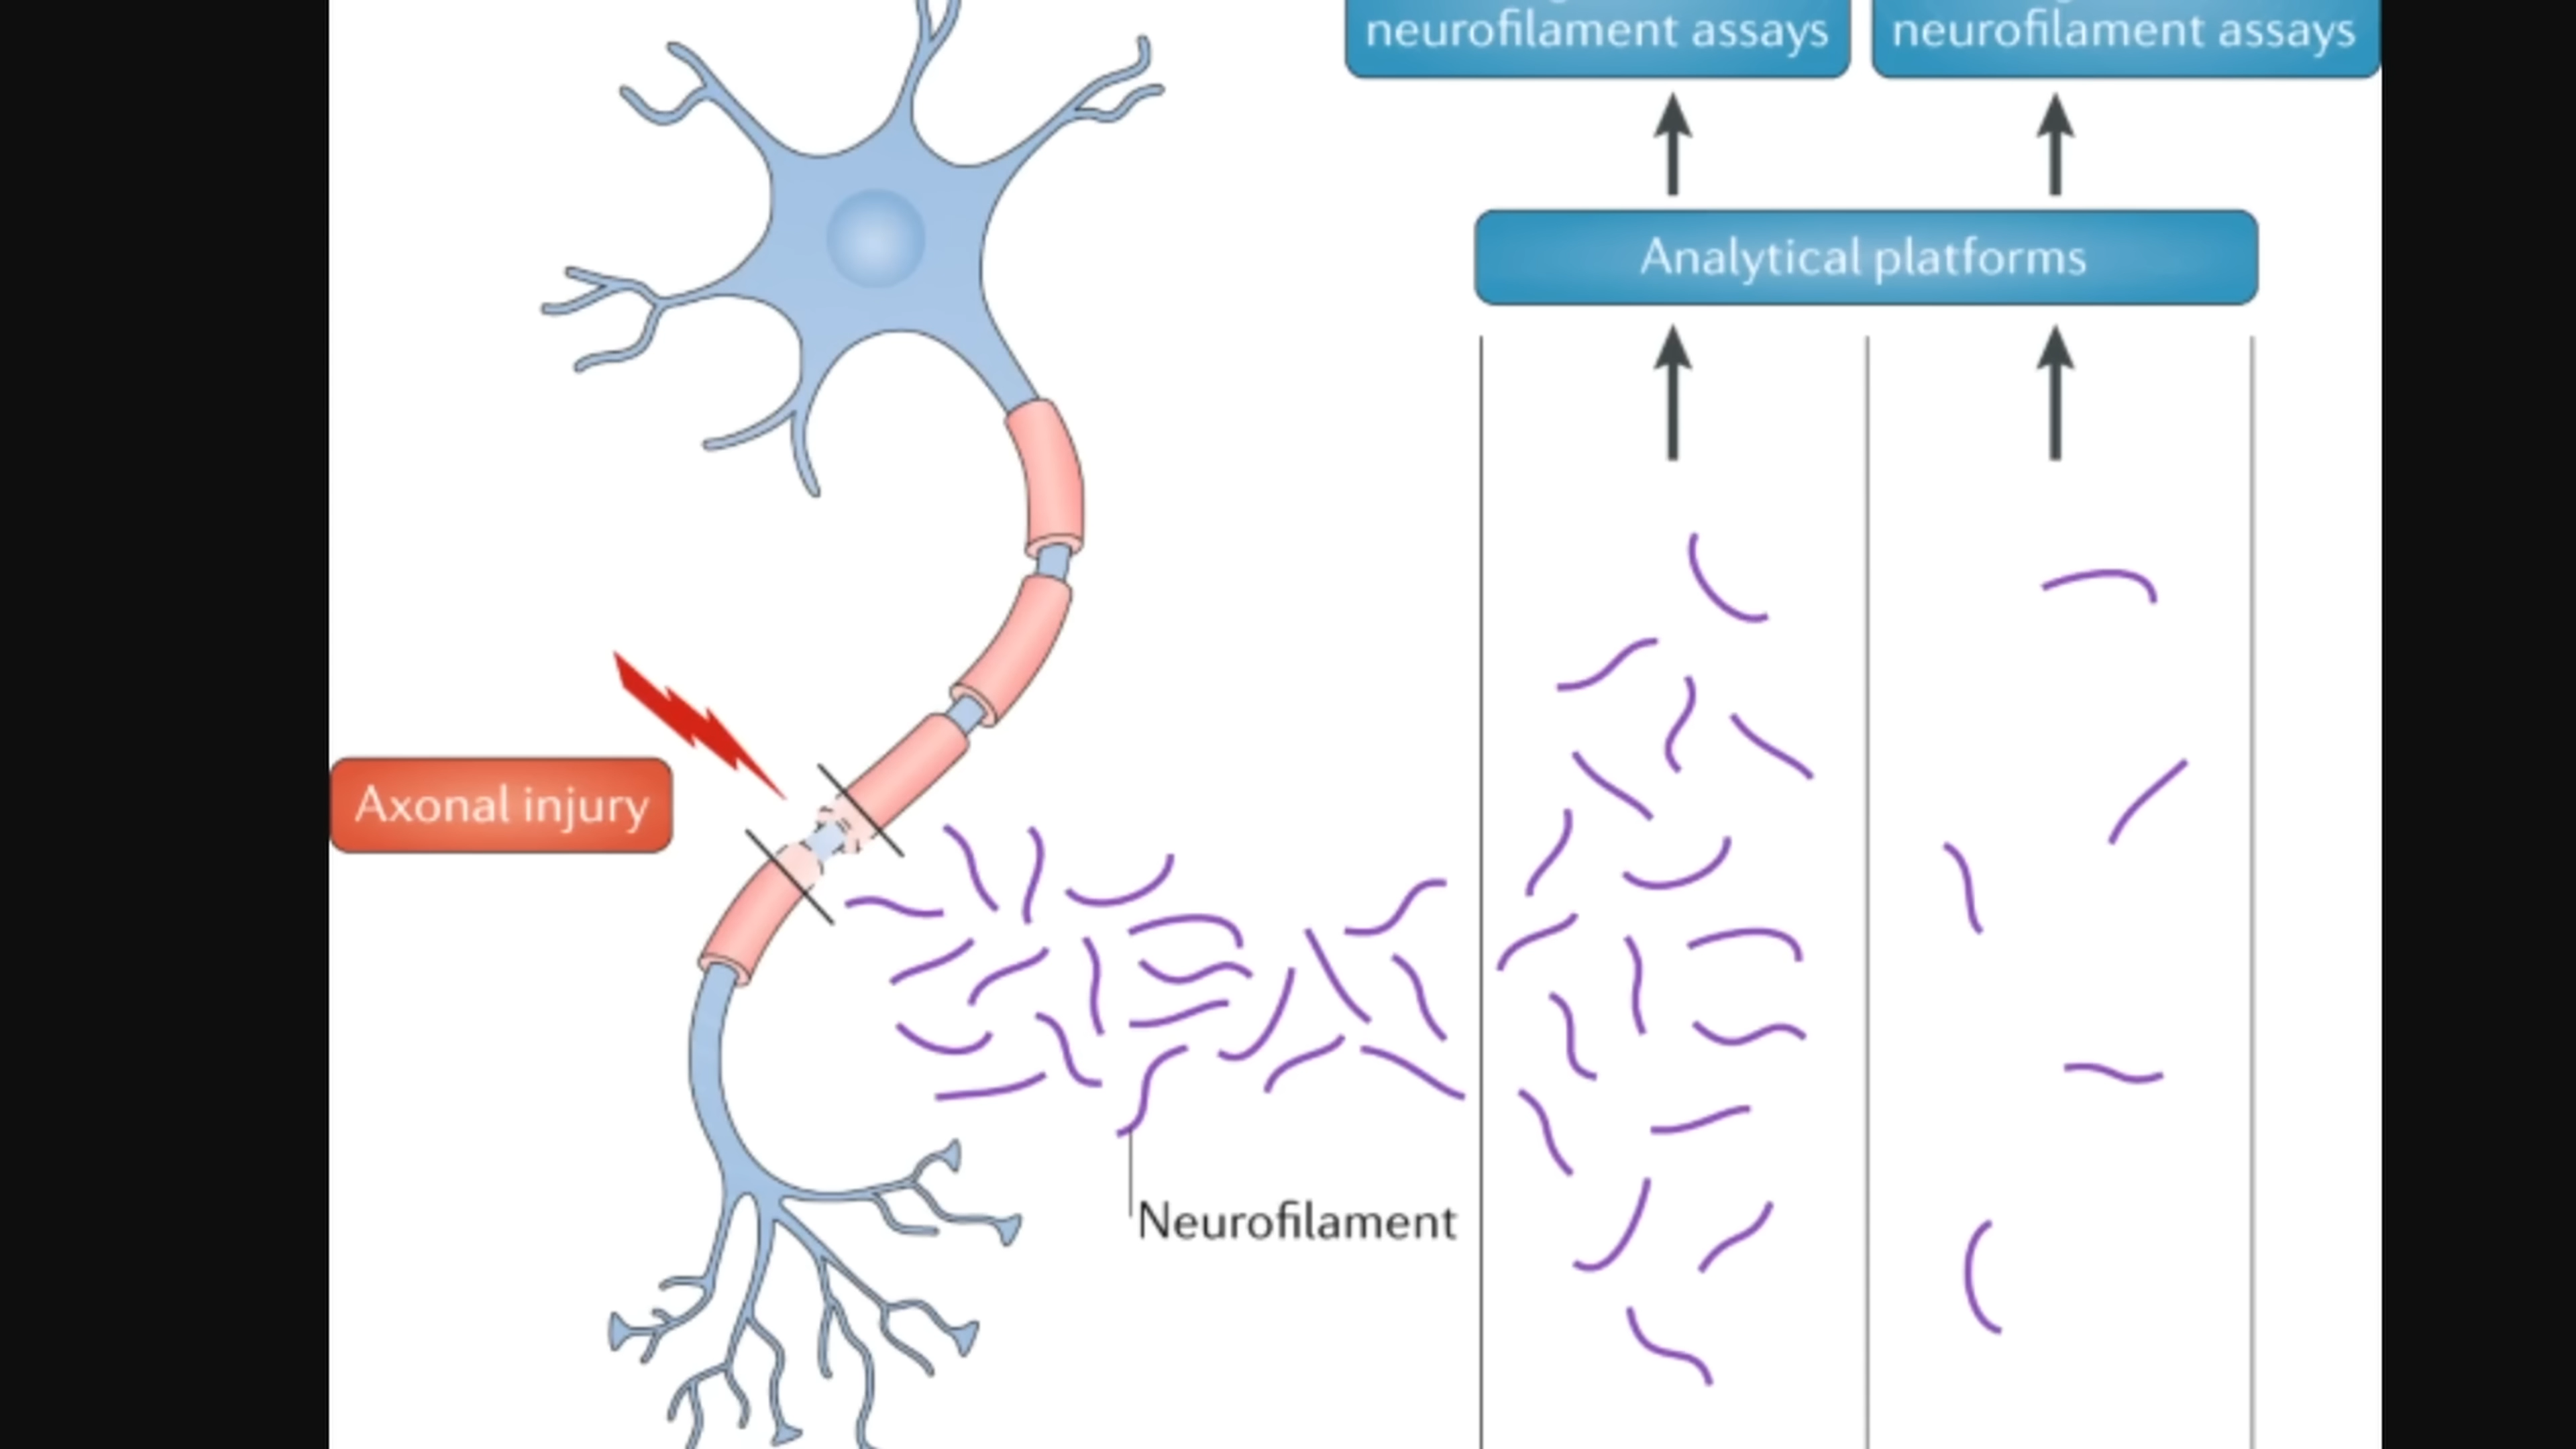 neurofilament assays
neurofilament assays
Analytical platforms
Axonal injury
Neurofilament